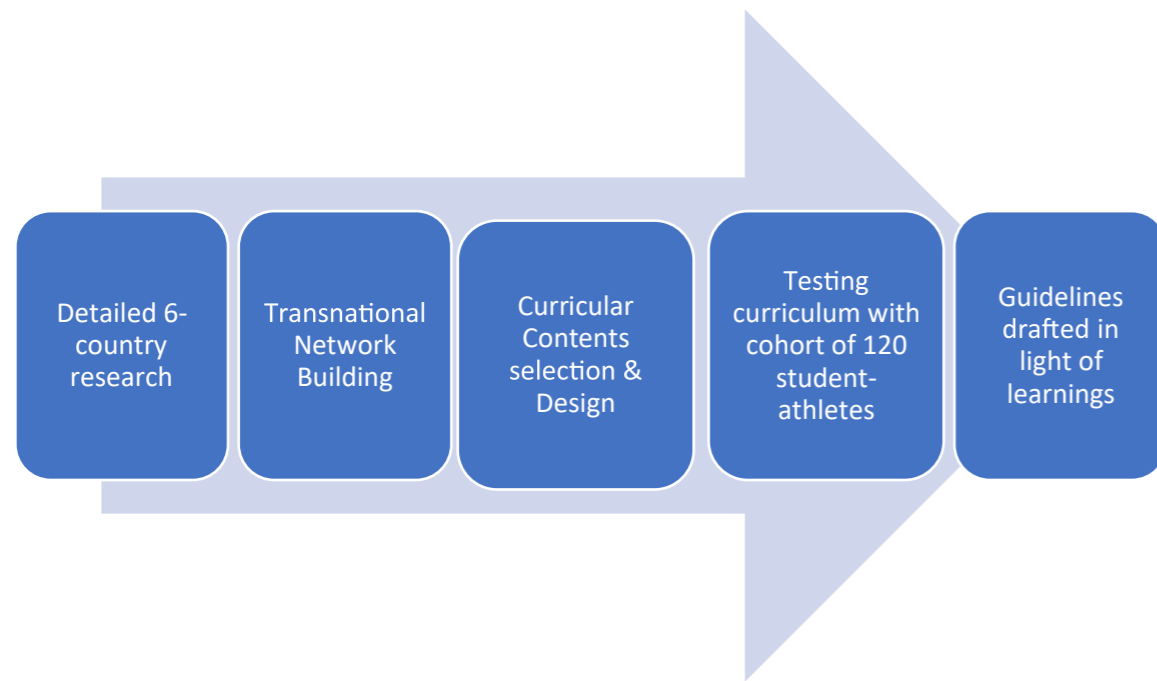 Detailed 6-
country
research
Transnational
Network
Building
Curricular
Contents
selection &
Design
Testing
curriculum with
cohort of 120
student-
athletes
Guidelines
drafted in
light of
learnings